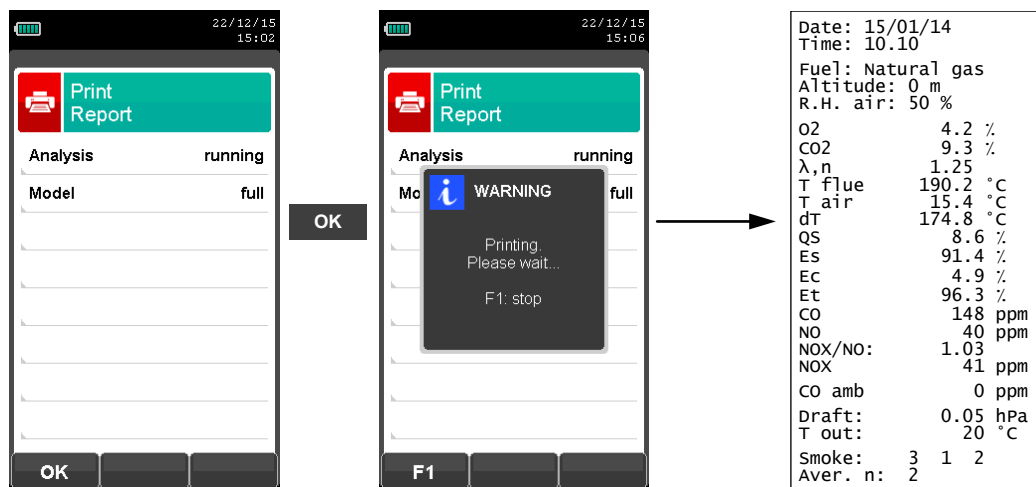 22/12/15
15:02
Print
Report
Analysis running
Model full
OK
OK
22/12/15
15:06
Print
Report
Analysis running
Mo full
WARNING
Printing.
Please wait...
F1: stop
F1
Date: 15/01/14
Time: 10.10
Fuel: Natural gas
Altitude: 0 m
R.H. air: 50 %
O2 4.2 %
CO2 9.3 %
λ,n 1.25
T flue 190.2 °C
T air 15.4 °C
dT 174.8 °C
QS 8.6 %
Es 91.4 %
Ec 4.9 %
Et 96.3 %
CO 148 ppm
NO 40 ppm
NOX/NO: 1.03
NOX 41 ppm
CO amb 0 ppm
Draft: 0.05 hPa
T out: 20 °C
Smoke: 3 1 2
Aver. n: 2